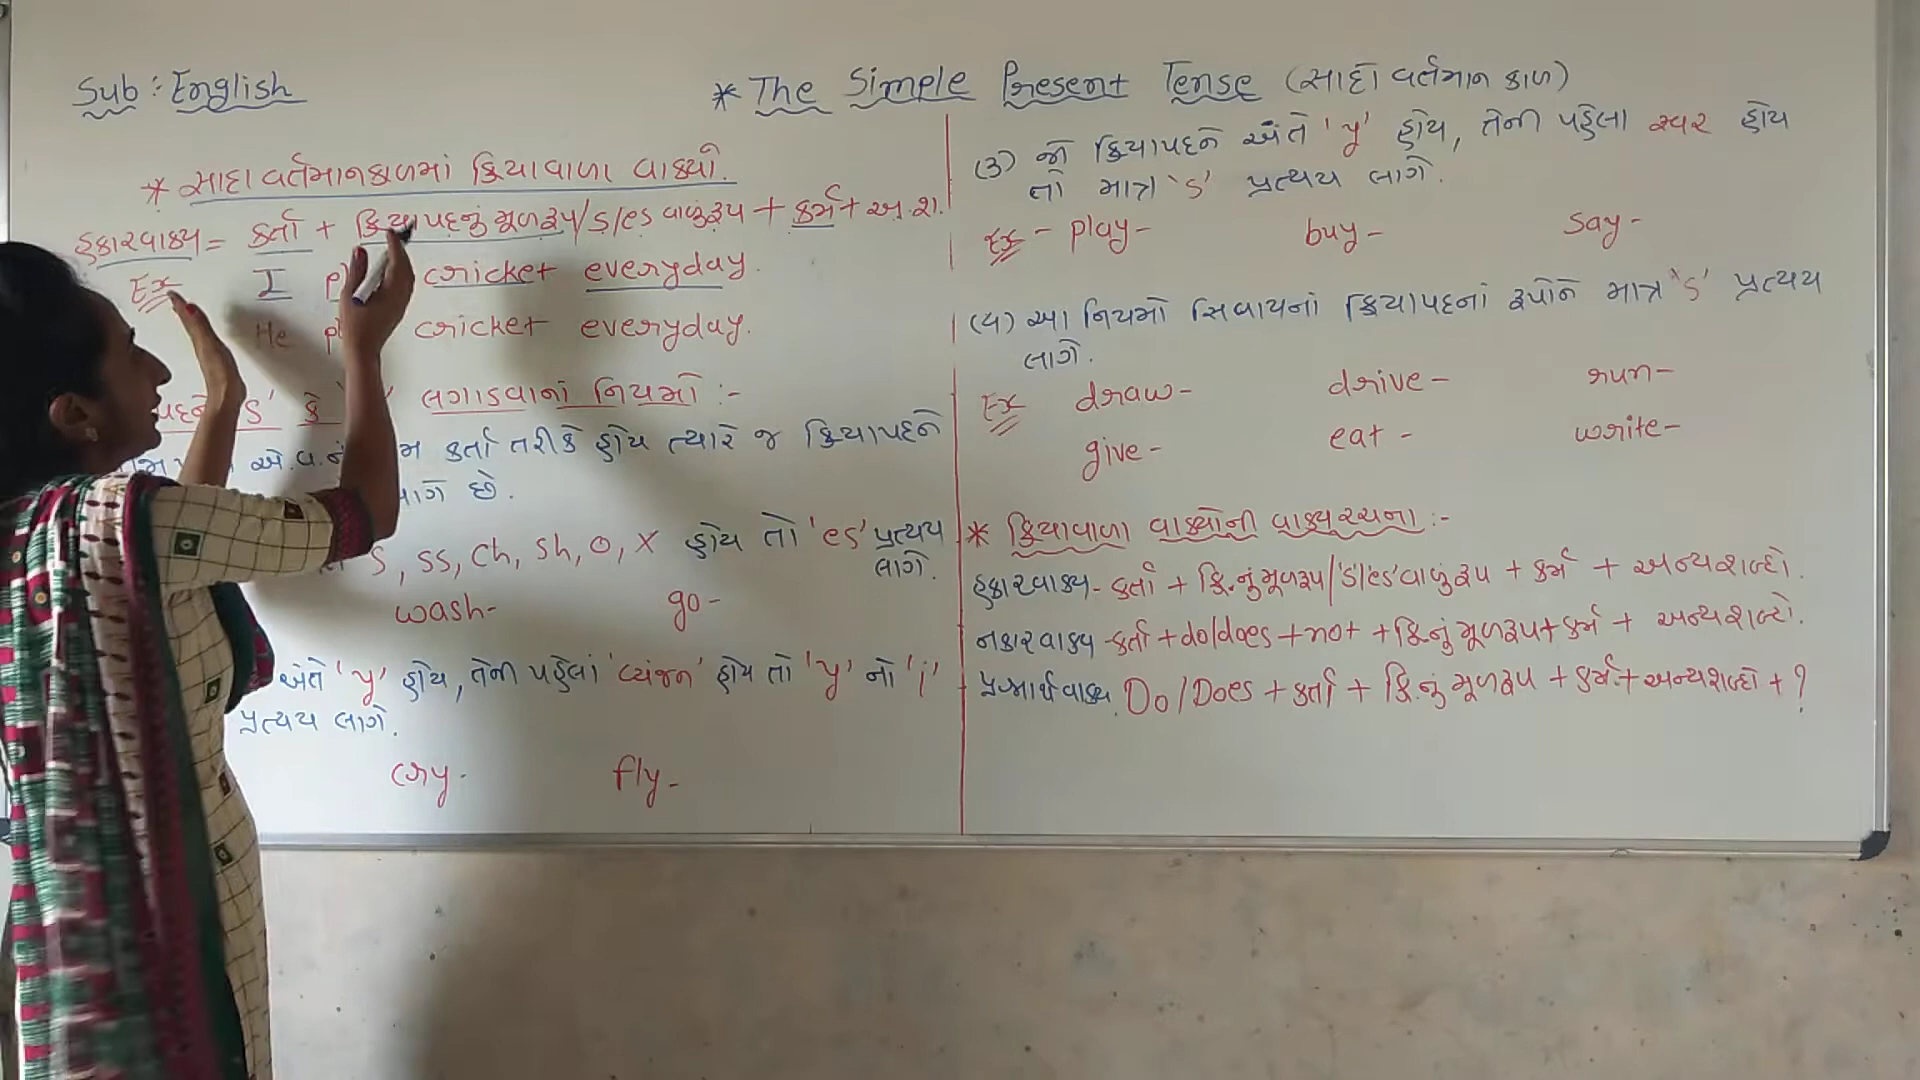 Sub : English
* The Simple Present Tense (સાદો વર્તમાન કાળ)
* સાદા વર્તમાનકાળમાં ક્રિયાવાળા વાક્યો.
હકારવાક્ય = કર્તા + ક્રિયાપદનું મૂળરૂપ/s/es વાળુંરૂપ + કર્મ + અ.શ.
Ex I cricket everyday.
He cricket everyday.
'S' કે લગાડવાનાં નિયમો :-
એ.વ.નું કર્તા તરીકે હોય ત્યારે જ ક્રિયાપદને
લાગે છે.
S, ss, ch, sh, o, x હોય તો 'es' પ્રત્યય
લાગે.
wash- go-
અંતે 'y' હોય, તેની પહેલાં 'વ્યંજન' હોય તો 'y' નો 'i'
પ્રત્યય લાગે.
cry- fly-
(૩) જો ક્રિયાપદને અંતે 'y' હોય, તેની પહેલા સ્વર હોય
તો માત્ર 'S' પ્રત્યય લાગે.
Ex - play- buy- say-
(૪) આ નિયમો સિવાયનાં ક્રિયાપદનાં રૂપોને માત્ર 'S' પ્રત્યય
લાગે.
Ex draw- drive- run-
give- eat- write-
* ક્રિયાવાળા વાક્યોની વાક્યરચના :-
હકારવાક્ય- કર્તા + ક્રિ.નું મૂળરૂપ/'S'/'es' વાળુંરૂપ + કર્મ + અન્યશબ્દો.
નકારવાક્ય -કર્તા + do/does + not + ક્રિ.નું મૂળરૂપ + કર્મ + અન્યશબ્દો.
પ્રશ્નાર્થવાક્ય Do/Does + કર્તા + ક્રિ.નું મૂળરૂપ + કર્મ + અન્યશબ્દો + ?